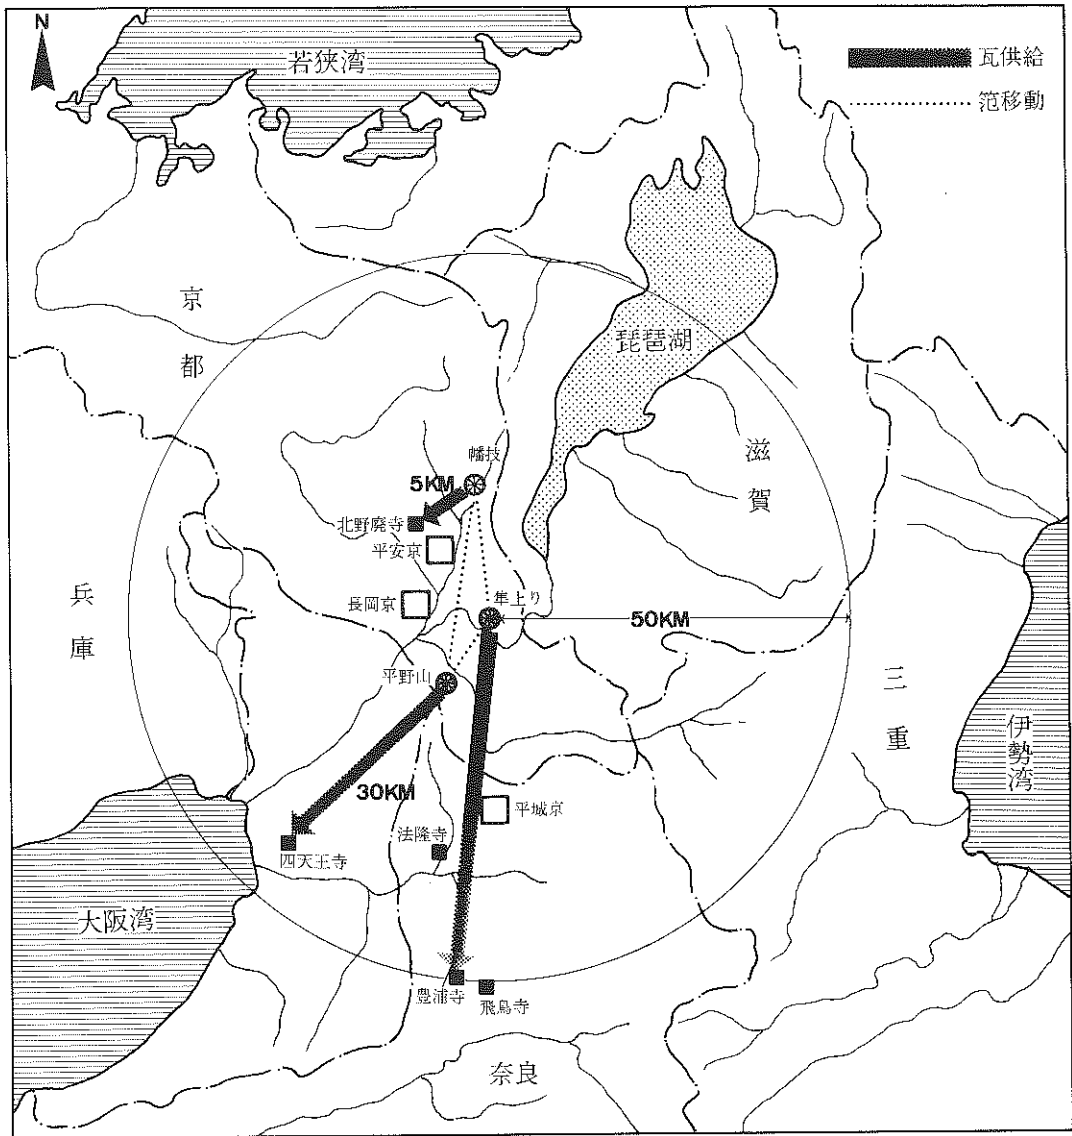 N
若狭湾
瓦供給
笵移動
京都
琵琶湖
滋賀
幡技
5KM
北野廃寺
平安京
長岡京
隼上り
50KM
兵庫
平野山
三重
伊勢湾
30KM
平城京
法隆寺
四天王寺
大阪湾
豊浦寺
飛鳥寺
奈良